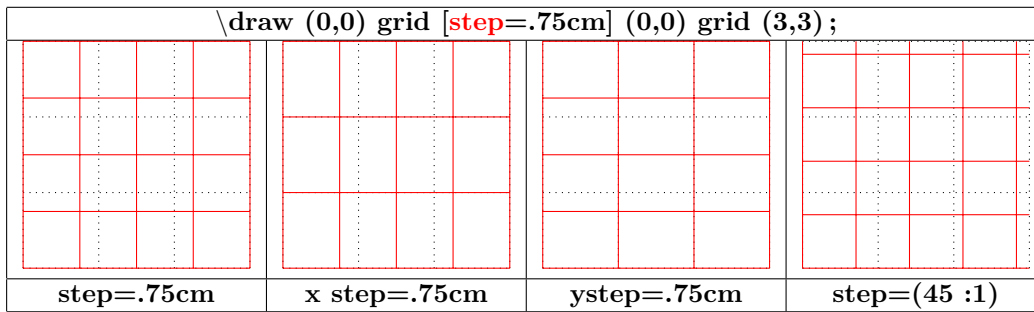 \draw (0,0) grid [step=.75cm] (0,0) grid (3,3) ;
step=.75cm
x step=.75cm
ystep=.75cm
step=(45 :1)